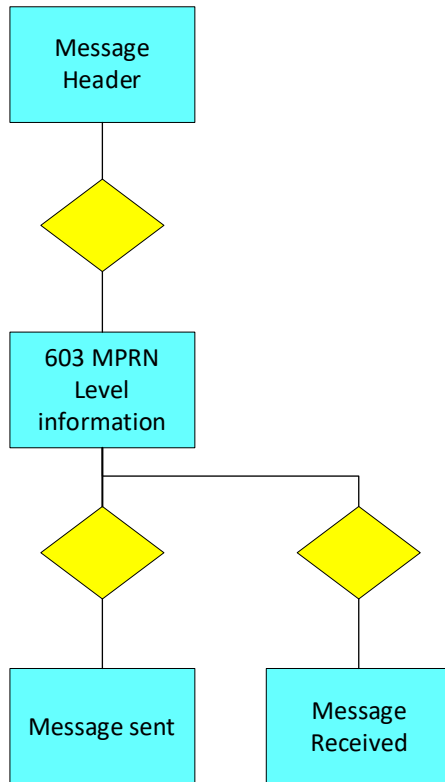 Message
Header
603 MPRN
Level
information
Message sent
Message
Received